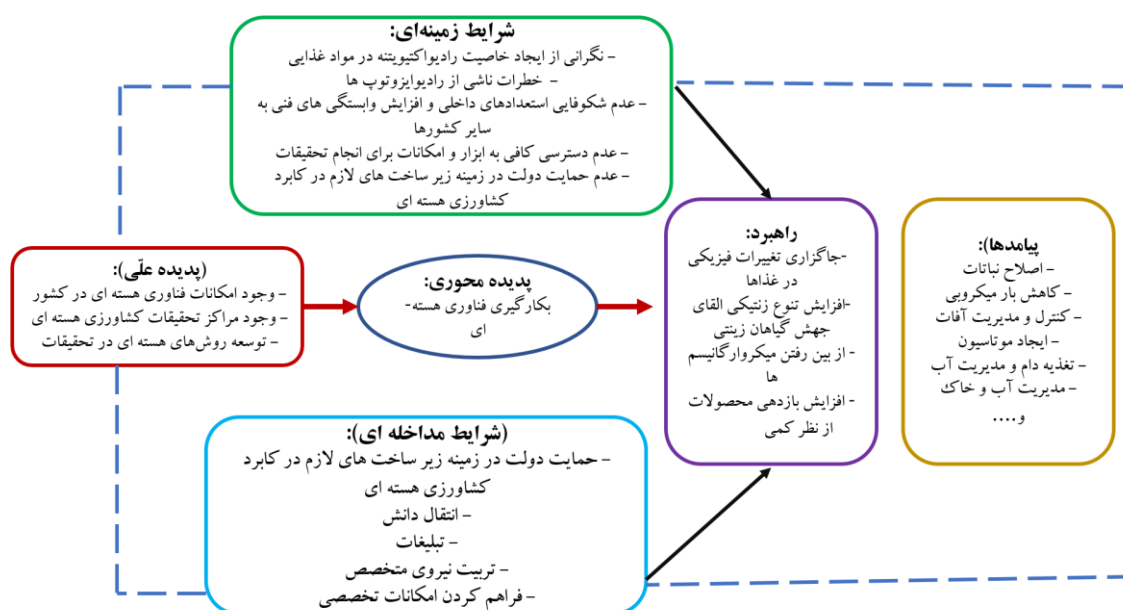 شرایط زمینه‌ای:
- نگرانی از ایجاد خاصیت رادیواکتیویتنه در مواد غذایی
- خطرات ناشی از رادیوایزوتوپ ها
- عدم شکوفایی استعدادهای داخلی و افزایش وابستگی های فنی به
سایر کشورها
- عدم دسترسی کافی به ابزار و امکانات برای انجام تحقیقات
- عدم حمایت دولت در زمینه زیر ساخت های لازم در کابرد
کشاورزی هسته ای
(پدیده علّی):
- وجود امکانات فناوری هسته ای در کشور
- وجود مراکز تحقیقات کشاورزی هسته ای
- توسعه روش‌های هسته ای در تحقیقات
پدیده محوری:
بکارگیری فناوری هسته-
ای
راهبرد:
-جاگزاری تغییرات فیزیکی
در غذاها
-افزایش تنوع زنتیکی القای
جهش گیاهان زینتی
- از بین رفتن میکروارگانیسم
ها
- افزایش بازدهی محصولات
از نظر کمی
پیامدها):
- اصلاح نباتات
- کاهش بار میکروبی
- کنترل و مدیریت آفات
- ایجاد موتاسیون
- تغذیه دام و مدیریت آب
- مدیریت آب و خاک
و....
(شرایط مداخله ای):
- حمایت دولت در زمینه زیر ساخت های لازم در کابرد
کشاورزی هسته ای
- انتقال دانش
- تبلیغات
- تربیت نیروی متخصص
- فراهم کردن امکانات تخصصی